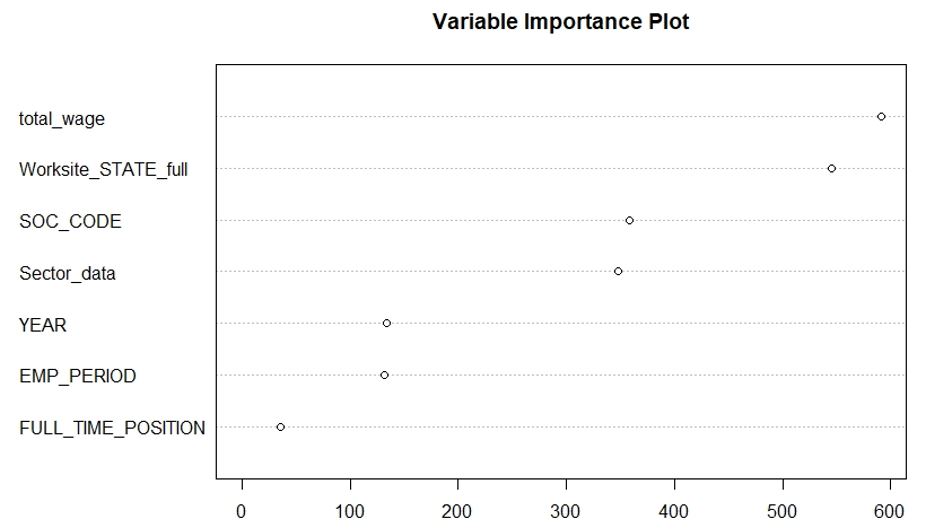 Variable Importance Plot
total_wage
Worksite_STATE_full
SOC_CODE
Sector_data
YEAR
EMP_PERIOD
FULL_TIME_POSITION
0 100 200 300 400 500 600